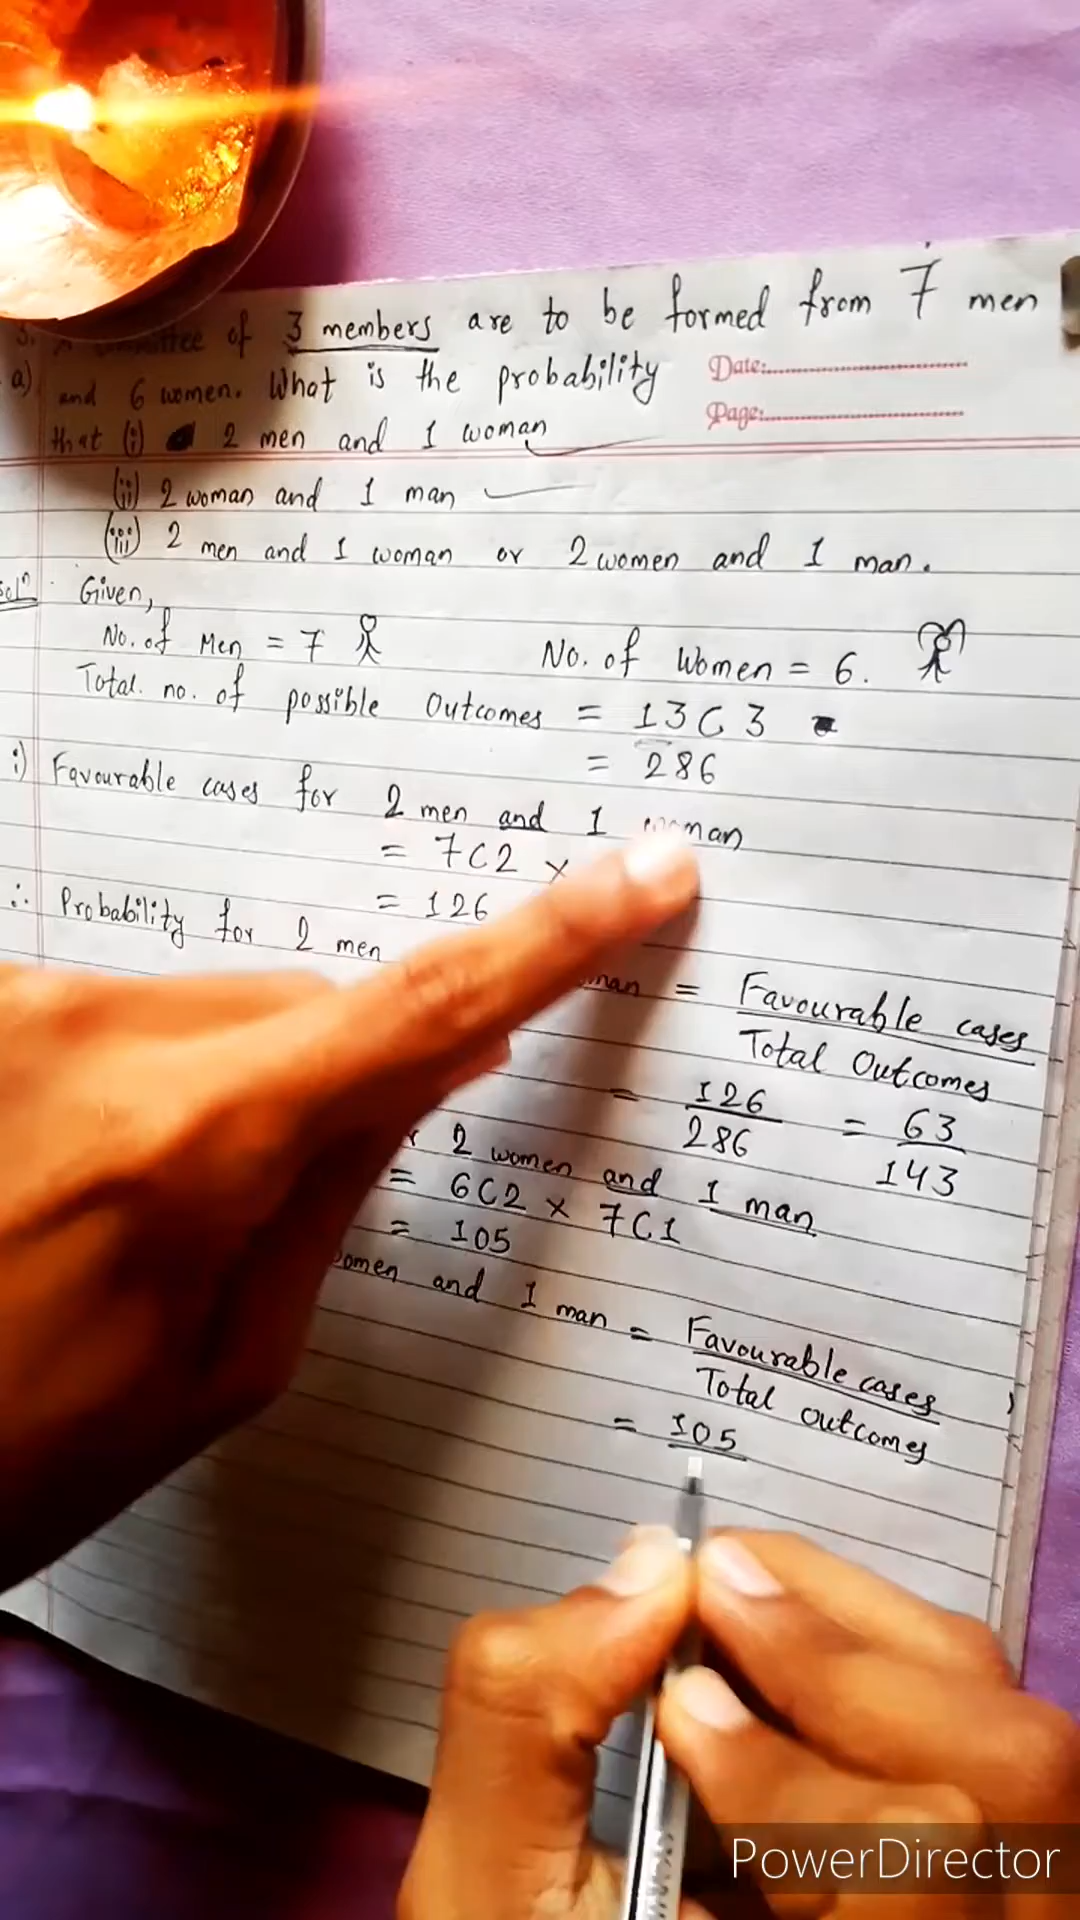 of 3 members are to be formed from 7 men
a) and 6 women. What is the probability
Date:
Page:
that (i) 2 men and 1 woman
(ii) 2 woman and 1 man
(iii) 2 men and 1 woman or 2 women and 1 man.
Solⁿ Given,
No. of Men = 7 No. of Women = 6.
Total no. of possible Outcomes = 13C3
= 286
i) Favourable cases for 2 men and 1 woman
= 7C2 ×
= 126
∴ Probability for 2 men = Favourable cases
Total Outcomes
= 126 = 63
286 143
2 women and 1 man
= 6C2 × 7C1
= 105
women and 1 man = Favourable cases
Total outcomes
= 105
PowerDirector